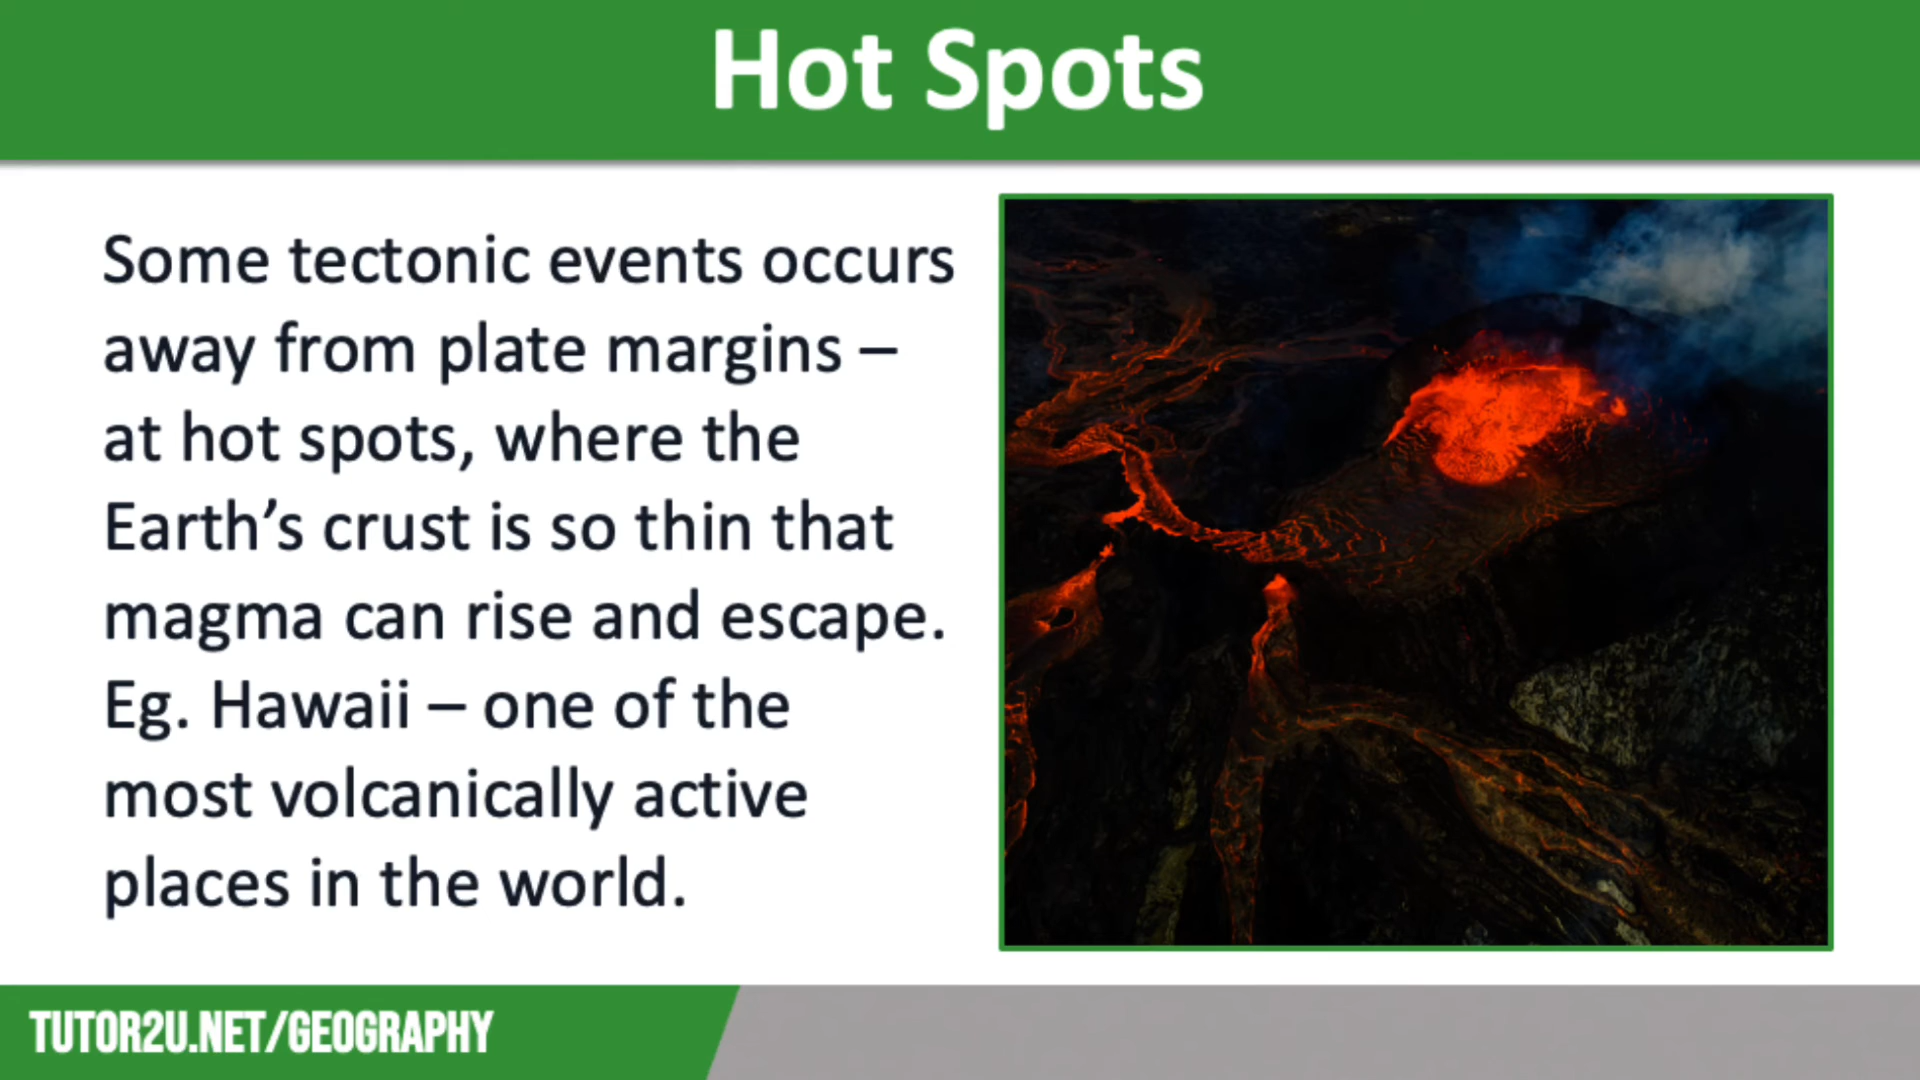 Hot Spots
Some tectonic events occurs
away from plate margins –
at hot spots, where the
Earth’s crust is so thin that
magma can rise and escape.
Eg. Hawaii – one of the
most volcanically active
places in the world.
TUTOR2U.NET/GEOGRAPHY